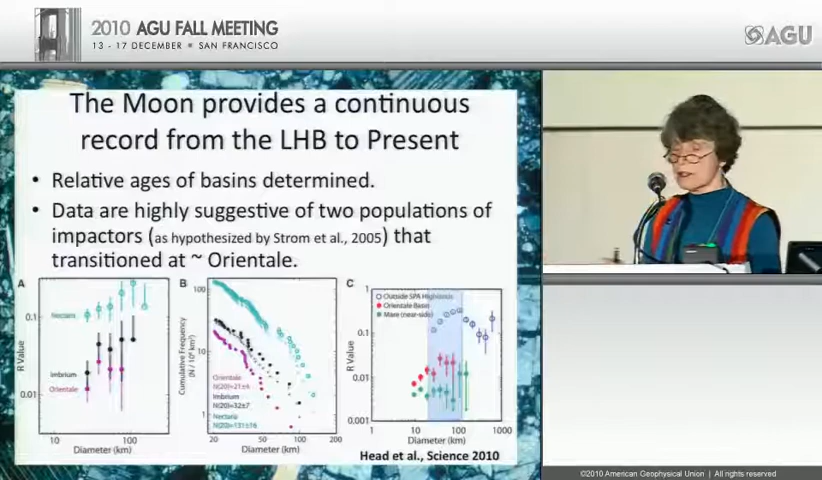 2010 AGU FALL MEETING
13 - 17 DECEMBER SAN FRANCISCO
AGU
The Moon provides a continuous
record from the LHB to Present
• Relative ages of basins determined.
• Data are highly suggestive of two populations of
impactors (as hypothesized by Strom et al., 2005) that
transitioned at ~ Orientale.
A
R Value
0.1
0.01
Nectaris
Imbrium
Orientale
10
100
Diameter (km)
B
Cumulative Frequency
(N / 10⁶ km²)
100
10
1
Orientale
N(20)=21±4
Imbrium
N(20)=32±7
Nectaris
N(20)=131±16
20
50
100
200
Diameter (km)
C
R Value
1
0.1
0.01
0.001
Outside SPA Highlands
Orientale Basin
Mare (near-side)
1
10
100
1000
Diameter (km)
Head et al., Science 2010
©2010 American Geophysical Union | All rights reserved